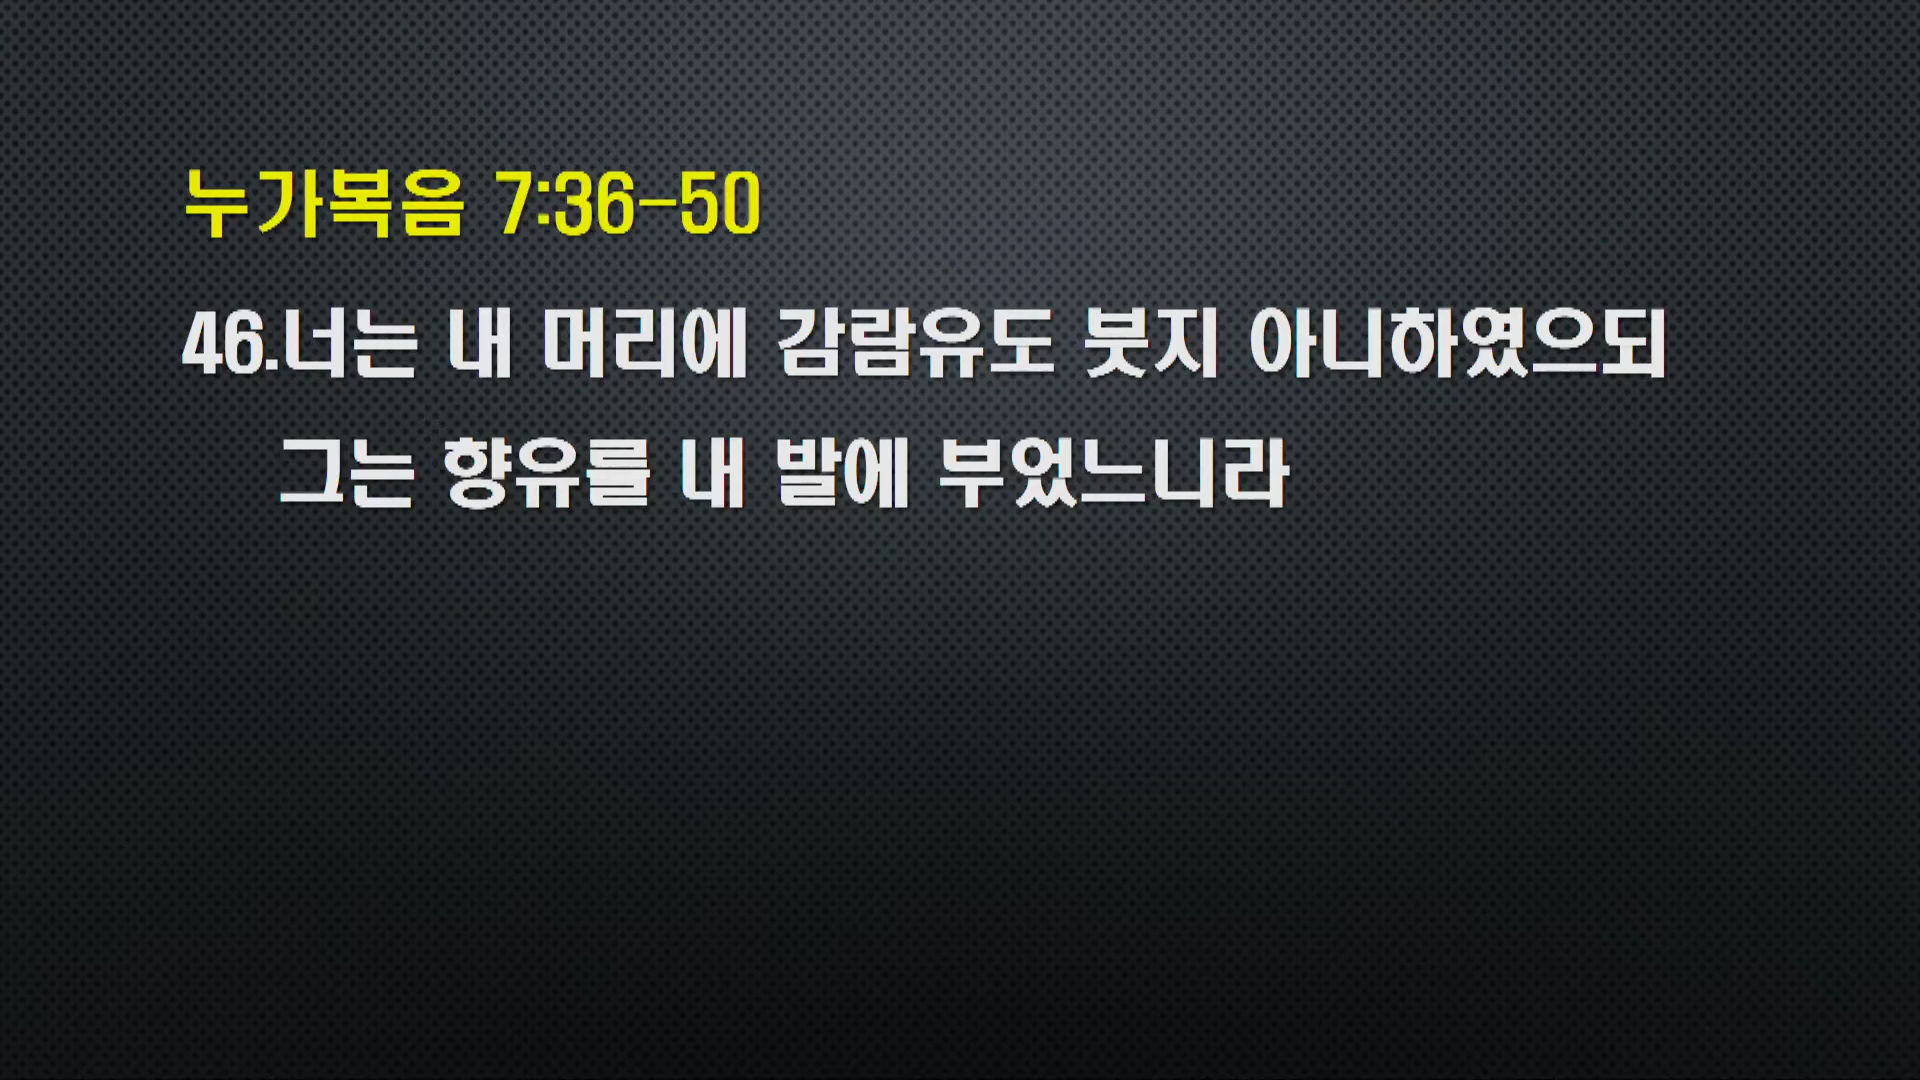 누가복음 7:36-50
46.너는 내 머리에 감람유도 붓지 아니하였으되
그는 향유를 내 발에 부었느니라